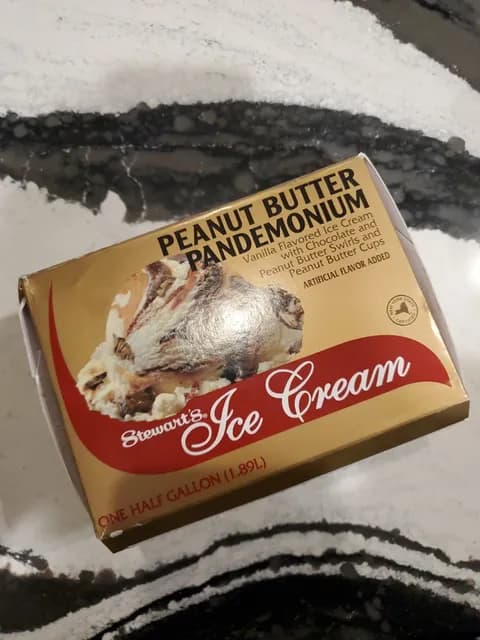 PEANUT BUTTER
PANDEMONIUM
Vanilla Flavored Ice Cream
with Chocolate and
Peanut Butter Swirls and
Peanut Butter Cups
ARTIFICIAL FLAVOR ADDED
Stewart's
Ice Cream
ONE HALF GALLON (1.89L)